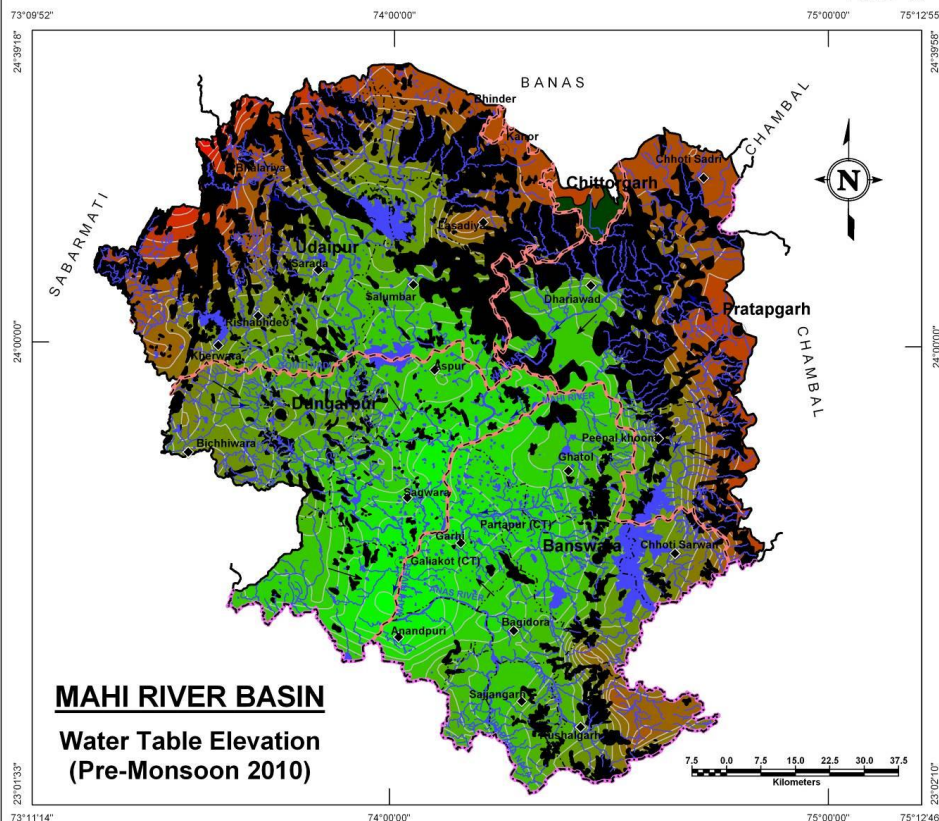 73°09'52"
74°00'00"
75°00'00"
75°12'55"
24°39'18"
24°39'58"
BANAS
Bhinder
Kanor
CHAMBAL
Chhoti Sadri
N
Bhalariya
Chittorgarh
SABARMATI
Lasadiya
Udaipur
Sarada
Salumbar
Dhariawad
Pratapgarh
Rishabhdeo
24°00'00"
24°00'00"
CHAMBAL
Kherwara
Aspur
MAHI RIVER
Dungarpur
Peepal khoom
Bichhiwara
Ghatol
Sagwara
Partapur (CT)
Garhi
Banswara
Chhoti Sarwan
Galiakot (CT)
ANAS RIVER
Bagidora
Anandpuri
MAHI RIVER BASIN
Sajjangarh
Water Table Elevation
Kushalgarh
(Pre-Monsoon 2010)
7.5 0.0 7.5 15.0 22.5 30.0 37.5
Kilometers
23°01'33"
23°02'10"
73°11'14"
74°00'00"
75°00'00"
75°12'46"